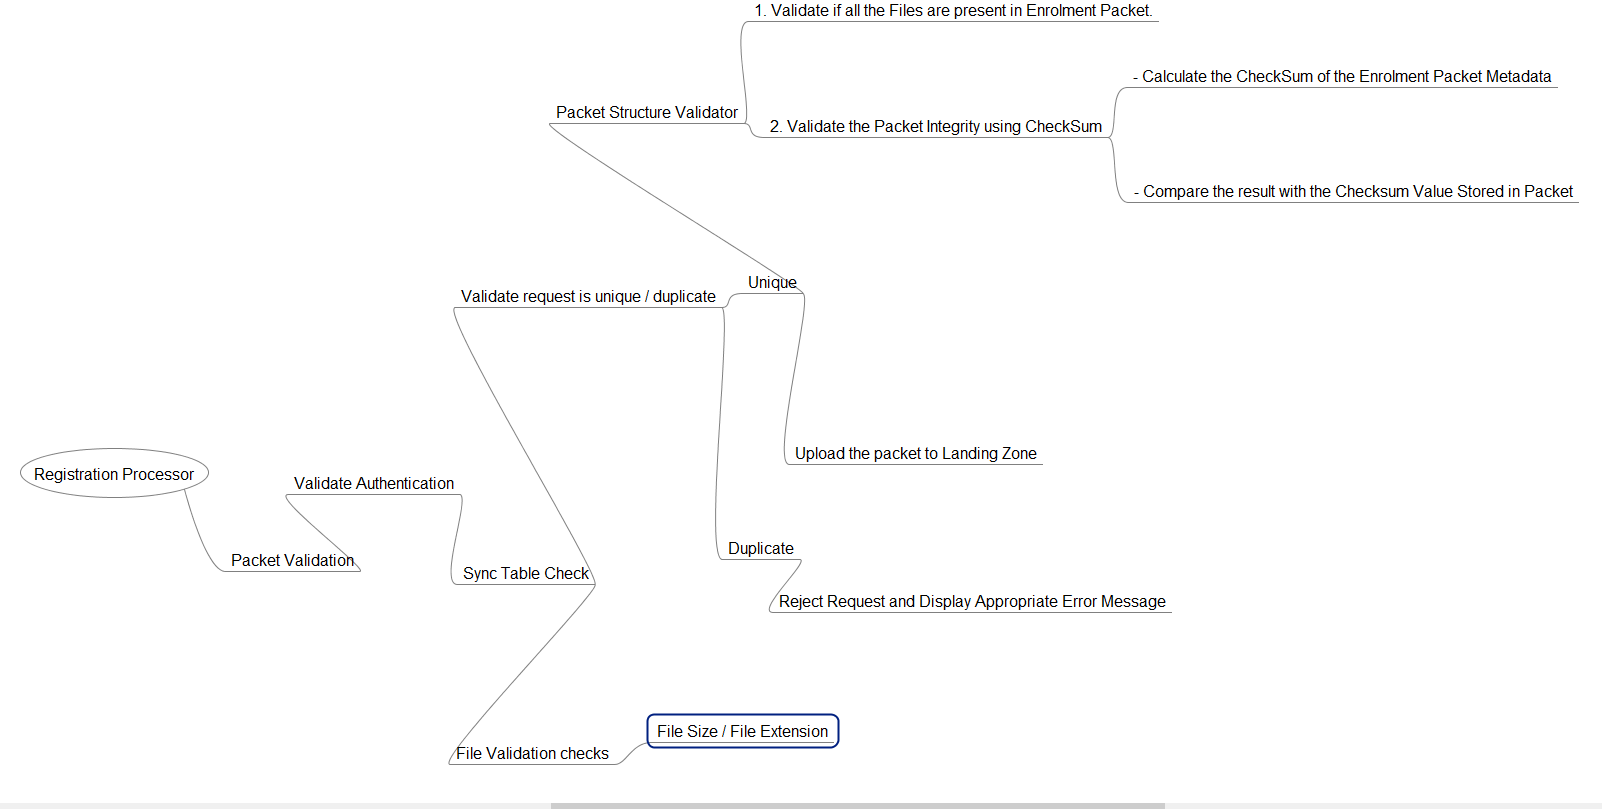 1. Validate if all the Files are present in Enrolment Packet.
- Calculate the CheckSum of the Enrolment Packet Metadata
Packet Structure Validator
2. Validate the Packet Integrity using CheckSum
- Compare the result with the Checksum Value Stored in Packet
Unique
Validate request is unique / duplicate
Upload the packet to Landing Zone
Registration Processor
Validate Authentication
Duplicate
Packet Validation
Sync Table Check
Reject Request and Display Appropriate Error Message
File Size / File Extension
File Validation checks